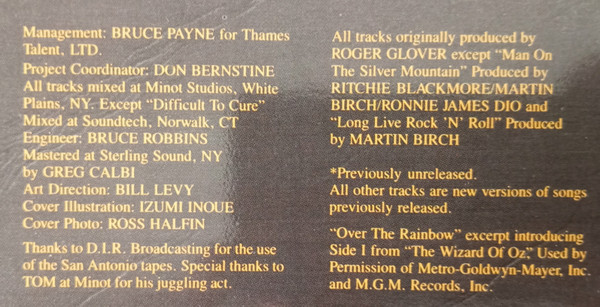 Management: BRUCE PAYNE for Thames
Talent, LTD.
Project Coordinator: DON BERNSTINE
All tracks mixed at Minot Studios, White
Plains, NY. Except “Difficult To Cure”
Mixed at Soundtech, Norwalk, CT
Engineer: BRUCE ROBBINS
Mastered at Sterling Sound, NY
by GREG CALBI
Art Direction: BILL LEVY
Cover Illustration: IZUMI INOUE
Cover Photo: ROSS HALFIN
Thanks to D.I.R. Broadcasting for the use
of the San Antonio tapes. Special thanks to
TOM at Minot for his juggling act.
All tracks originally produced by
ROGER GLOVER except “Man On
The Silver Mountain” Produced by
RITCHIE BLACKMORE/MARTIN
BIRCH/RONNIE JAMES DIO and
“Long Live Rock ’N’ Roll” Produced
by MARTIN BIRCH
*Previously unreleased.
All other tracks are new versions of songs
previously released.
“Over The Rainbow” excerpt introducing
Side I from “The Wizard Of Oz,” Used by
Permission of Metro-Goldwyn-Mayer, Inc.
and M.G.M. Records, Inc.